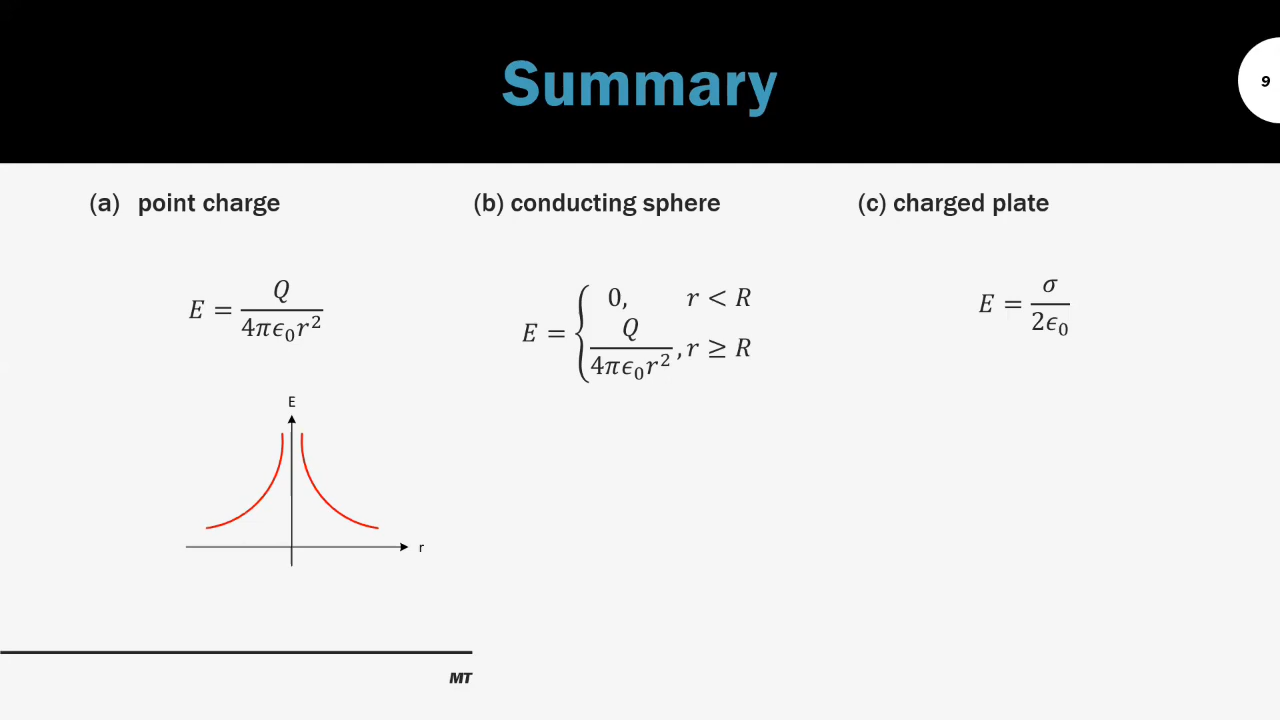 Summary
9
(a) point charge
(b) conducting sphere
(c) charged plate
E = Q / 4πϵ₀r²
E = { 0, r < R
Q / 4πϵ₀r² , r ≥ R
E = σ / 2ϵ₀
E
r
MT